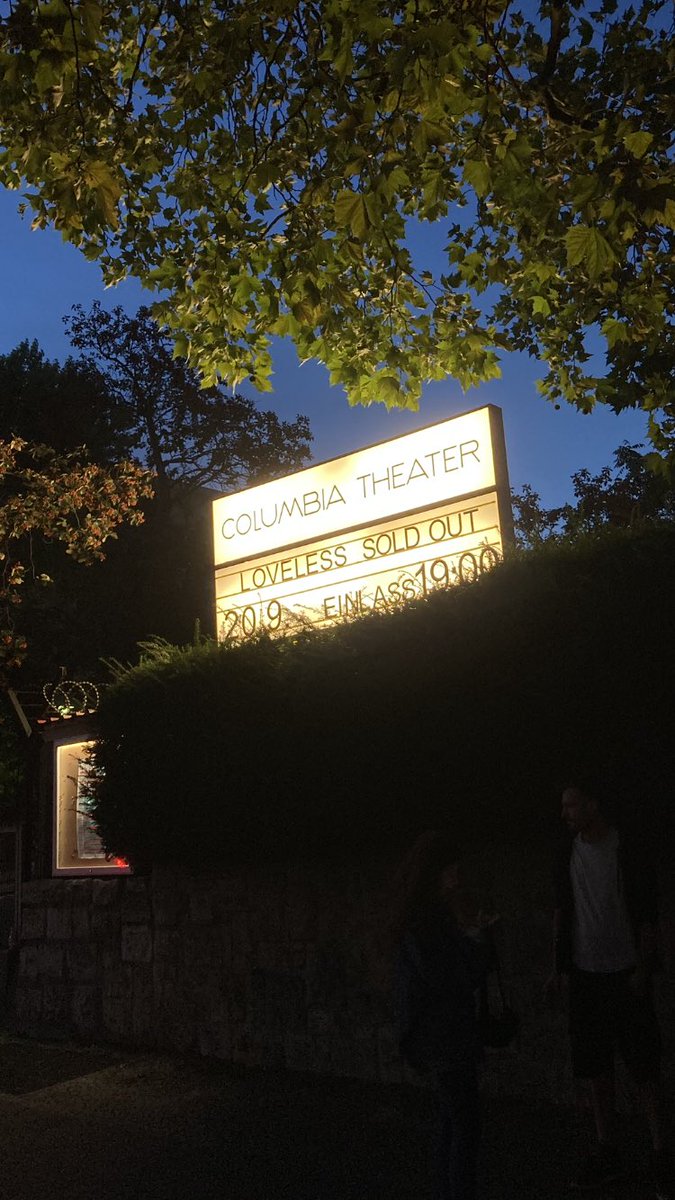 COLUMBIA THEATER
LOVELESS SOLD OUT
20.9 EINLASS 19:00